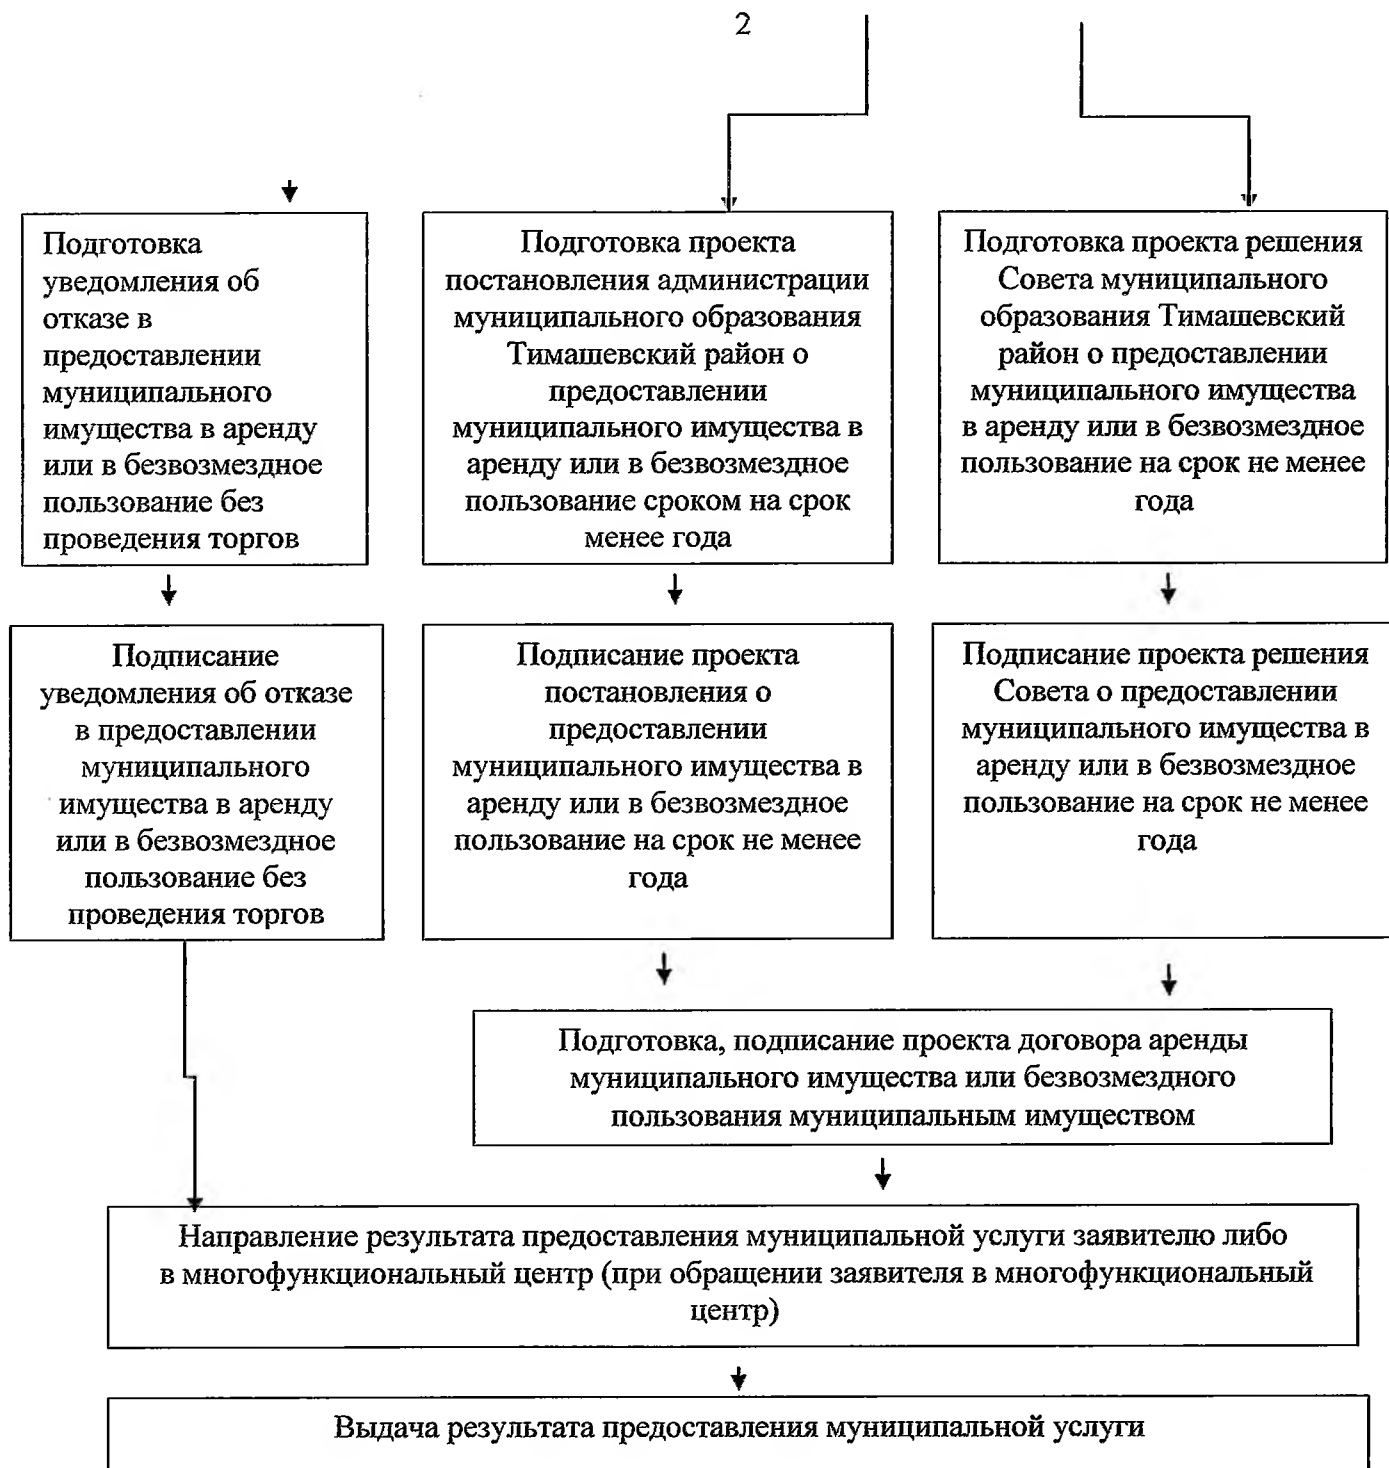 2
Подготовка
уведомления об
отказе в
предоставлении
муниципального
имущества в аренду
или в безвозмездное
пользование без
проведения торгов
Подготовка проекта
постановления администрации
муниципального образования
Тимашевский район о
предоставлении
муниципального имущества в
аренду или в безвозмездное
пользование сроком на срок
менее года
Подготовка проекта решения
Совета муниципального
образования Тимашевский
район о предоставлении
муниципального имущества
в аренду или в безвозмездное
пользование на срок не менее
года
Подписание
уведомления об отказе
в предоставлении
муниципального
имущества в аренду
или в безвозмездное
пользование без
проведения торгов
Подписание проекта
постановления о
предоставлении
муниципального имущества в
аренду или в безвозмездное
пользование на срок не менее
года
Подписание проекта решения
Совета о предоставлении
муниципального имущества в
аренду или в безвозмездное
пользование на срок не менее
года
Подготовка, подписание проекта договора аренды
муниципального имущества или безвозмездного
пользования муниципальным имуществом
Направление результата предоставления муниципальной услуги заявителю либо
в многофункциональный центр (при обращении заявителя в многофункциональный
центр)
Выдача результата предоставления муниципальной услуги